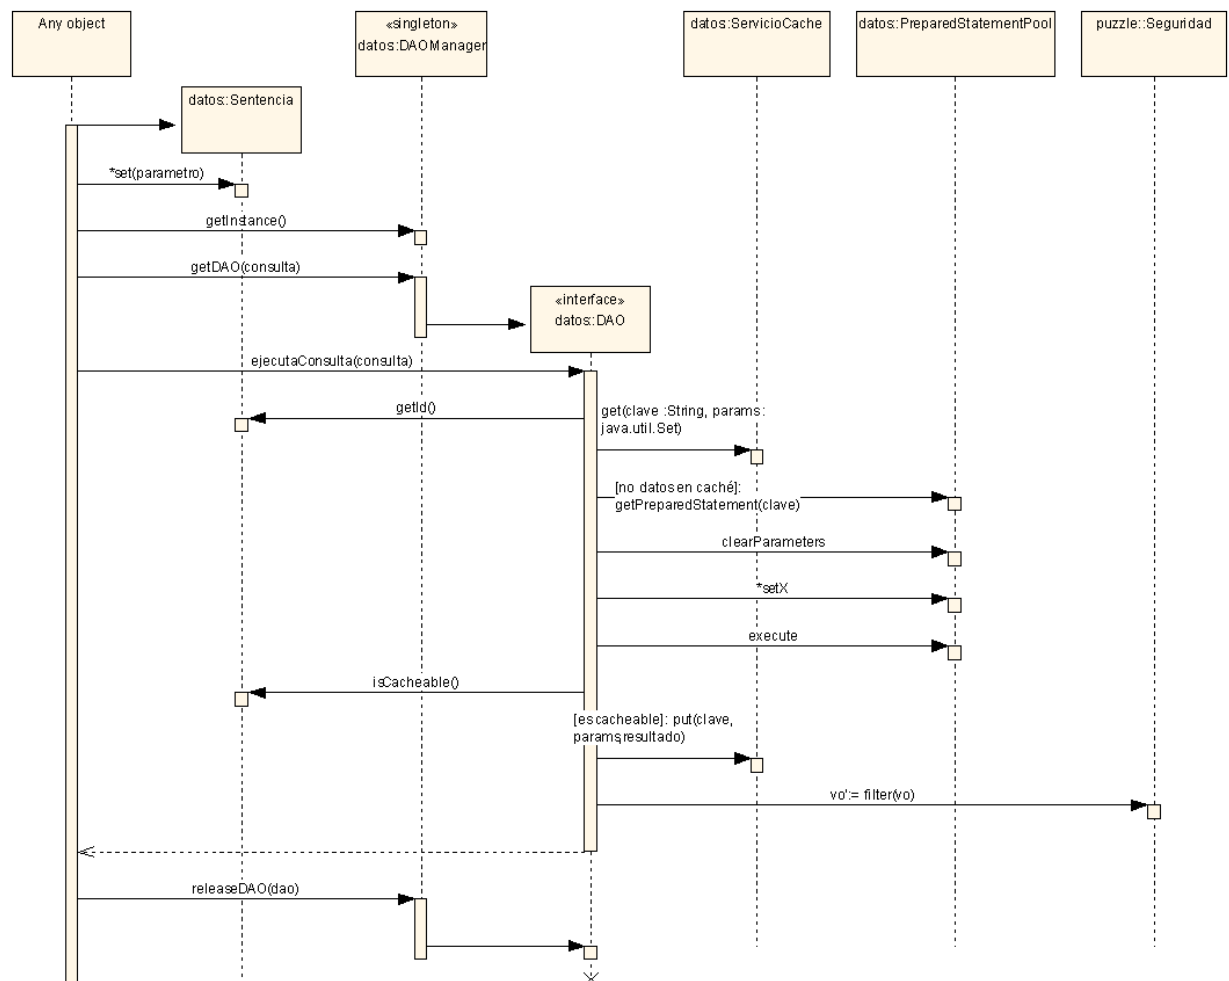 Any object
«singleton»
datos:DAOManager
datos:ServicioCache
datos:PreparedStatementPool
puzzle::Seguridad
datos::Sentencia
*set(parametro)
getInstance()
getDAO(consulta)
«interface»
datos::DAO
ejecutaConsulta(consulta)
getId()
get(clave :String, params :
java.util.Set)
[no datos en caché]:
getPreparedStatement(clave)
clearParameters
*setX
execute
isCacheable()
[es cacheable]: put(clave,
params,resultado)
vo':= filter(vo)
releaseDAO(dao)